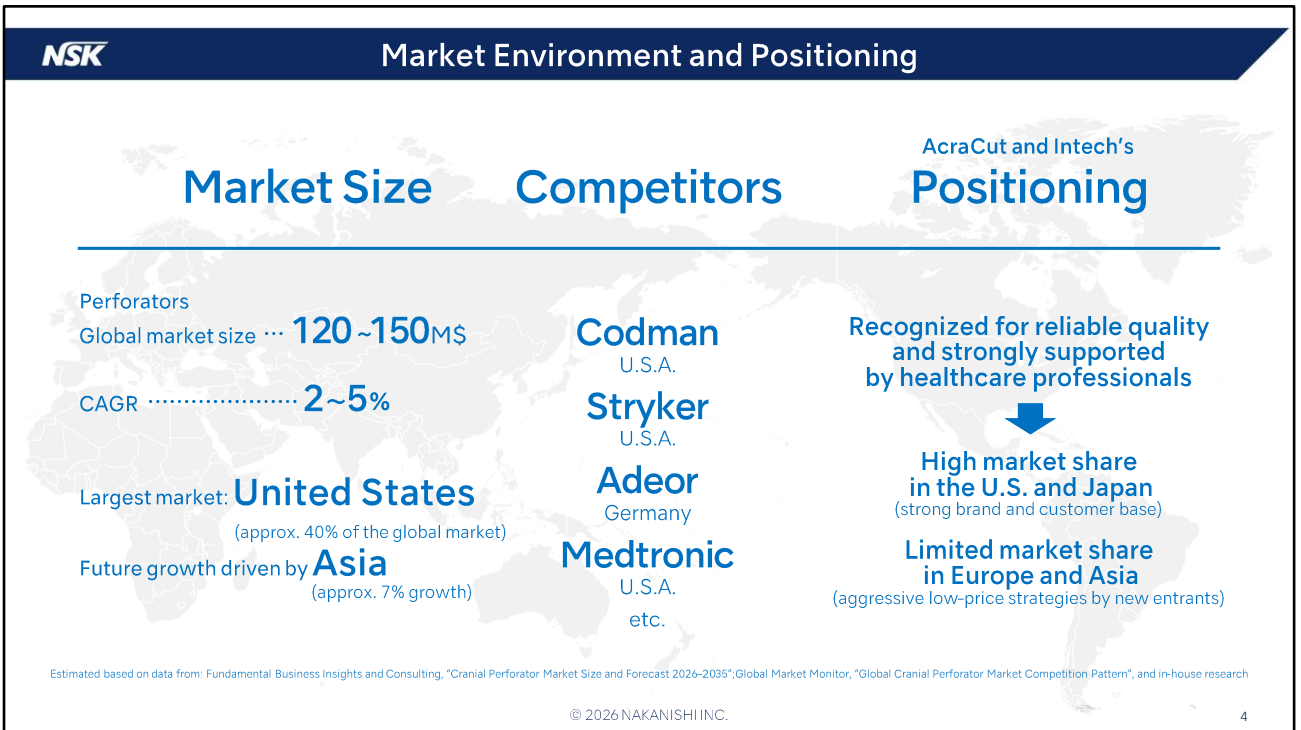 NSK
Market Environment and Positioning
Market Size
Competitors
AcraCut and Intech's
Positioning
Perforators
Global market size ··· 120 ~150M$
CAGR ····················· 2~5%
Largest market: United States
(approx. 40% of the global market)
Future growth driven by Asia
(approx. 7% growth)
Codman
U.S.A.
Stryker
U.S.A.
Adeor
Germany
Medtronic
U.S.A.
etc.
Recognized for reliable quality
and strongly supported
by healthcare professionals
High market share
in the U.S. and Japan
(strong brand and customer base)
Limited market share
in Europe and Asia
(aggressive low-price strategies by new entrants)
Estimated based on data from: Fundamental Business Insights and Consulting, "Cranial Perforator Market Size and Forecast 2026–2035";Global Market Monitor, "Global Cranial Perforator Market Competition Pattern", and in-house research
© 2026 NAKANISHI INC.
4